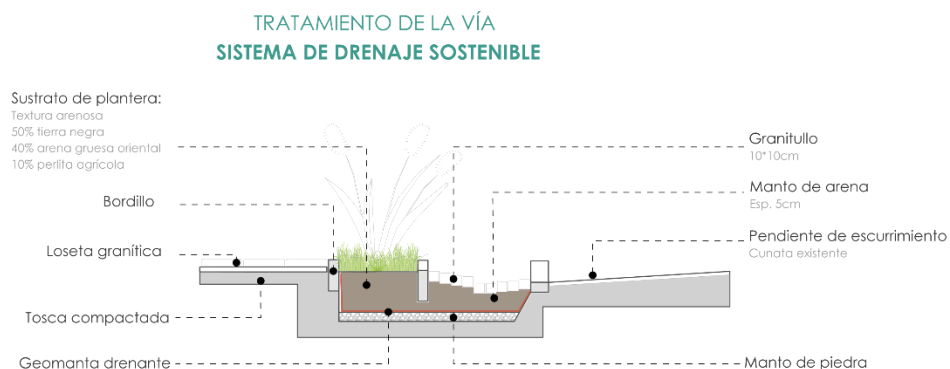 TRATAMIENTO DE LA VÍA
SISTEMA DE DRENAJE SOSTENIBLE
Sustrato de plantera:
Textura arenosa
50% tierra negra
40% arena gruesa oriental
10% perlita agrícola
Bordillo
Loseta granítica
Tosca compactada
Geomanta drenante
Granitullo
10*10cm
Manto de arena
Esp. 5cm
Pendiente de escurrimiento
Cunata existente
Manto de piedra